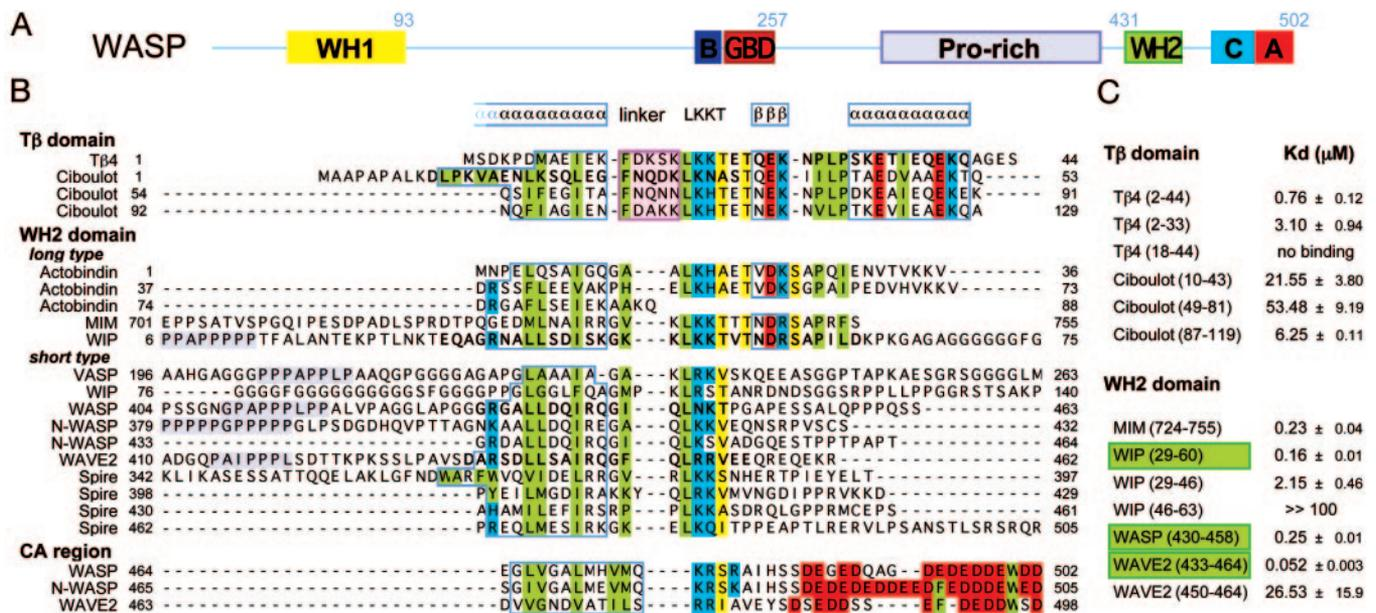 A
93
257
431
502
WASP
WH1
B
GBD
Pro-rich
WH2
C
A
B
ααααααααααα linker LKKT βββ αααααααααα
Tβ domain
Tβ4 1 MSDKPDMAEIEK-FDKSKLKKTETQEK-NPLPSKETIEQEKQAGES 44
Ciboulot 1 MAAPAPALKDLPKVAENLKSQLEG-FNQDKLKNASTQEK-IILPTAEDVAAEKTQ- 53
Ciboulot 54 QSIFEGITA-FNQNNLKHTETNEK-NPLPDKEAIEQEKEK- 91
Ciboulot 92 NQFIAGIEN-FDAKKLKHTETNEK-NVLPTKEVIEAEKQA 129
WH2 domain
long type
Actobindin 1 MNPELQSAIGQGA---ALKHAETVDKSAPQIENVTVKKV-------- 36
Actobindin 37 DRSSFLEEVAKPH---ELKHAETVDKSGPAIPEDVHVKKV------- 73
Actobindin 74 DRGAFLSEIEKAAKQ 88
MIM 701 EPPSATVSPGQIPESDPADLSPRDTPQGEDMLNAIRRGV---KLKKTTTNDRSAPRFS 755
WIP 6 PPAPPPPPTFALANTEKPTLNKTEQAGRNALLSDISKGK---KLKKTVTNDRSAPILDKPKGAGAGGGGGGFG 75
short type
VASP 196 AAHGAGGGPPPAPPLPAAQGPGGGGAGAPGLAAAIA-GA---KLRKVSKQEEASGGPTAPKAESGRSGGGGLM 263
WIP 76 GGGGFGGGGGGGGGSFGGGGPPGLGGLFQAGMP---KLRSTANRDNDSGGSRPPLLPPGGRSTSAKP 140
WASP 404 PSSGNGPAPPPLPPALVPAGGLAPGGGRGALLDQIRQGI---QLNKTPGAPESSALQPPPQSS 463
N-WASP 379 PPPPPGPPPPPGLPSDGDHQVPTTAGNKAALLDQIREGA---QLKKVEQNSRPVSCS 432
N-WASP 433 GRDALLDQIRQGI---QLKSVADGQESTPPTPAPT 464
WAVE2 410 ADGQPAIPPPLSDTTKPKSSLPAVSDARSDLLSAIRQGF---QLRRVEEQREQEKR 462
Spire 342 KLIKASESSATTQQELAKLGFNDWARFWVQVIDELRRGV---KLKKSNHERTPIEYELT 397
Spire 398 PYEILMGDIRAKKY--QLRKVMVNGDIPPRVKKD 429
Spire 430 AHAMILEFIRSRP---PLKKASDRQLGPPRMCEPS 461
Spire 462 PREQLMESIRKGK---ELKQITPPEAPTLRERVLPSANSTLSRSRQR 505
CA region
WASP 464 EGLVGALMHVMQ---KRSRAIHSSDEGEDQAG--DEDEDDEWDD 502
N-WASP 465 SGIVGALMEVMQ---KRSKAIHSSDEDEDEDDEEDFEDDDEWED 505
WAVE2 463 DVVGNDVATILS---RRIAVEYSDSEDDSS----EF-DEDDWSD 498
C
Tβ domain Kd (μM)
Tβ4 (2-44) 0.76 ± 0.12
Tβ4 (2-33) 3.10 ± 0.94
Tβ4 (18-44) no binding
Ciboulot (10-43) 21.55 ± 3.80
Ciboulot (49-81) 53.48 ± 9.19
Ciboulot (87-119) 6.25 ± 0.11
WH2 domain
MIM (724-755) 0.23 ± 0.04
WIP (29-60) 0.16 ± 0.01
WIP (29-46) 2.15 ± 0.46
WIP (46-63) >> 100
WASP (430-458) 0.25 ± 0.01
WAVE2 (433-464) 0.052 ± 0.003
WAVE2 (450-464) 26.53 ± 15.9